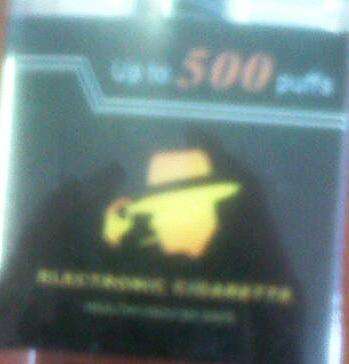 up to 500 puffs
ELECTRONIC CIGARETTE